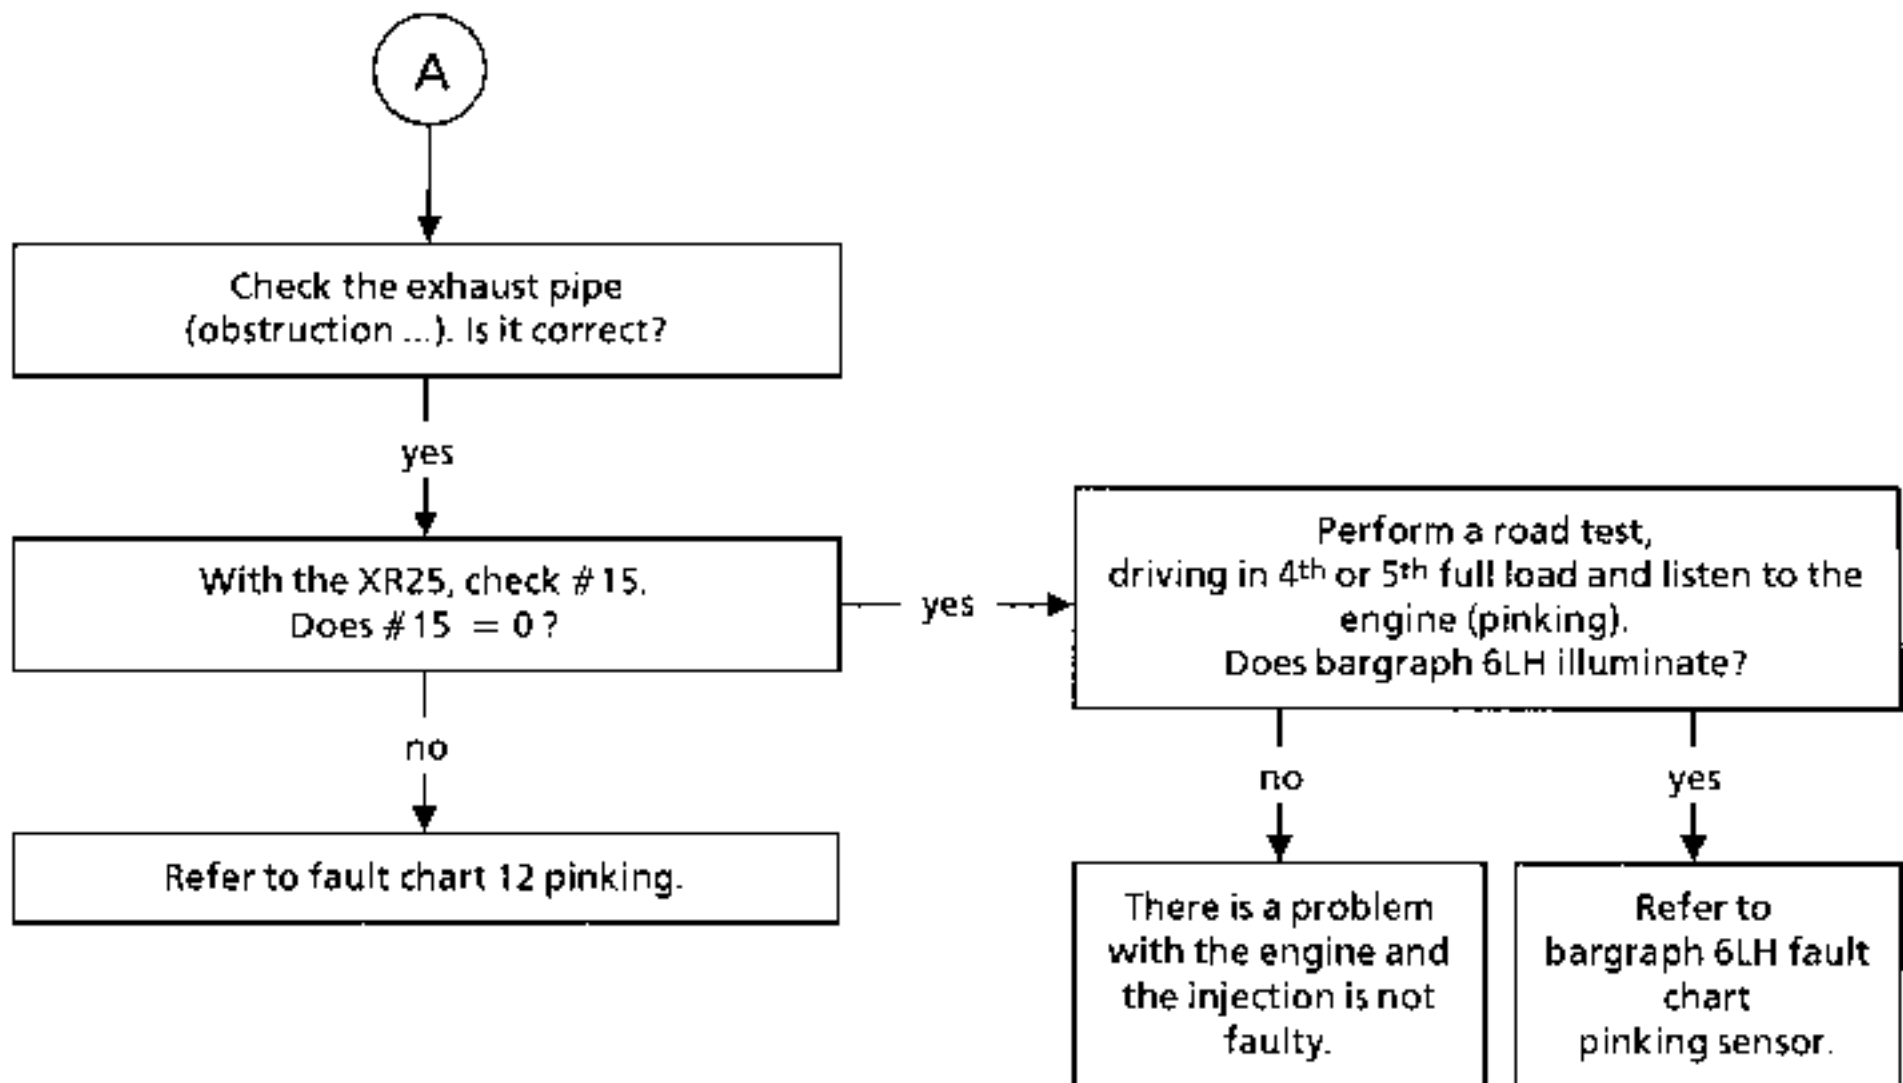 A
Check the exhaust pipe
(obstruction ...). Is it correct?
yes
With the XR25, check #15.
Does #15 = 0 ?
yes
Perform a road test,
driving in 4th or 5th full load and listen to the
engine (pinking).
Does bargraph 6LH illuminate?
no
Refer to fault chart 12 pinking.
no
There is a problem
with the engine and
the injection is not
faulty.
yes
Refer to
bargraph 6LH fault
chart
pinking sensor.